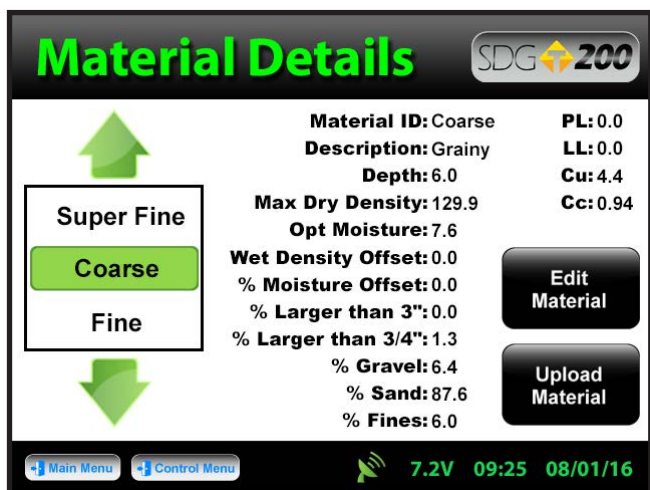 Material Details
SDG 200
Super Fine
Coarse
Fine
Material ID: Coarse
Description: Grainy
Depth: 6.0
Max Dry Density: 129.9
Opt Moisture: 7.6
Wet Density Offset: 0.0
% Moisture Offset: 0.0
% Larger than 3": 0.0
% Larger than 3/4": 1.3
% Gravel: 6.4
% Sand: 87.6
% Fines: 6.0
PL: 0.0
LL: 0.0
Cu: 4.4
Cc: 0.94
Edit
Material
Upload
Material
Main Menu
Control Menu
7.2V 09:25 08/01/16